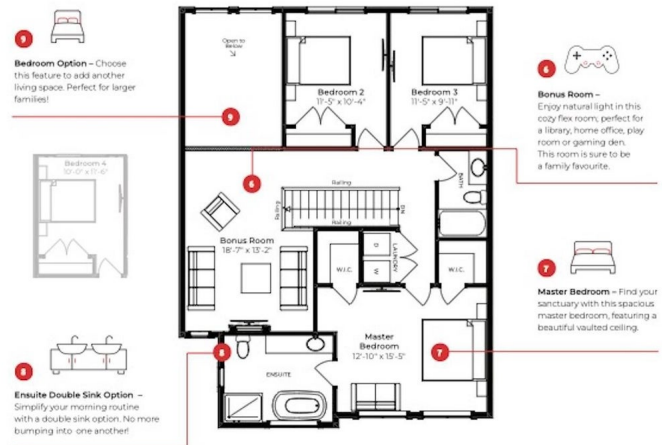 9
Bedroom Option – Choose
this feature to add another
living space. Perfect for larger
families!
Bedroom 4
10'-0" x 11'-6"
8
Ensuite Double Sink Option –
Simplify your morning routine
with a double sink option. No more
bumping into one another!
Open to
Below
9
Bedroom 2
11'-5" x 10'-4"
Bedroom 3
11'-5" x 9'-11"
6
Railing
Railing
Railing
DN
BATH
Bonus Room
18'-7" x 13'-2"
W.I.C.
D
W
LAUNDRY
W.I.C.
Master
Bedroom
12'-10" x 15'-5"
7
8
ENSUITE
6
Bonus Room –
Enjoy natural light in this
cozy flex room; perfect for
a library, home office, play
room or gaming den.
This room is sure to be
a family favourite.
7
Master Bedroom – Find your
sanctuary with this spacious
master bedroom, featuring a
beautiful vaulted ceiling.